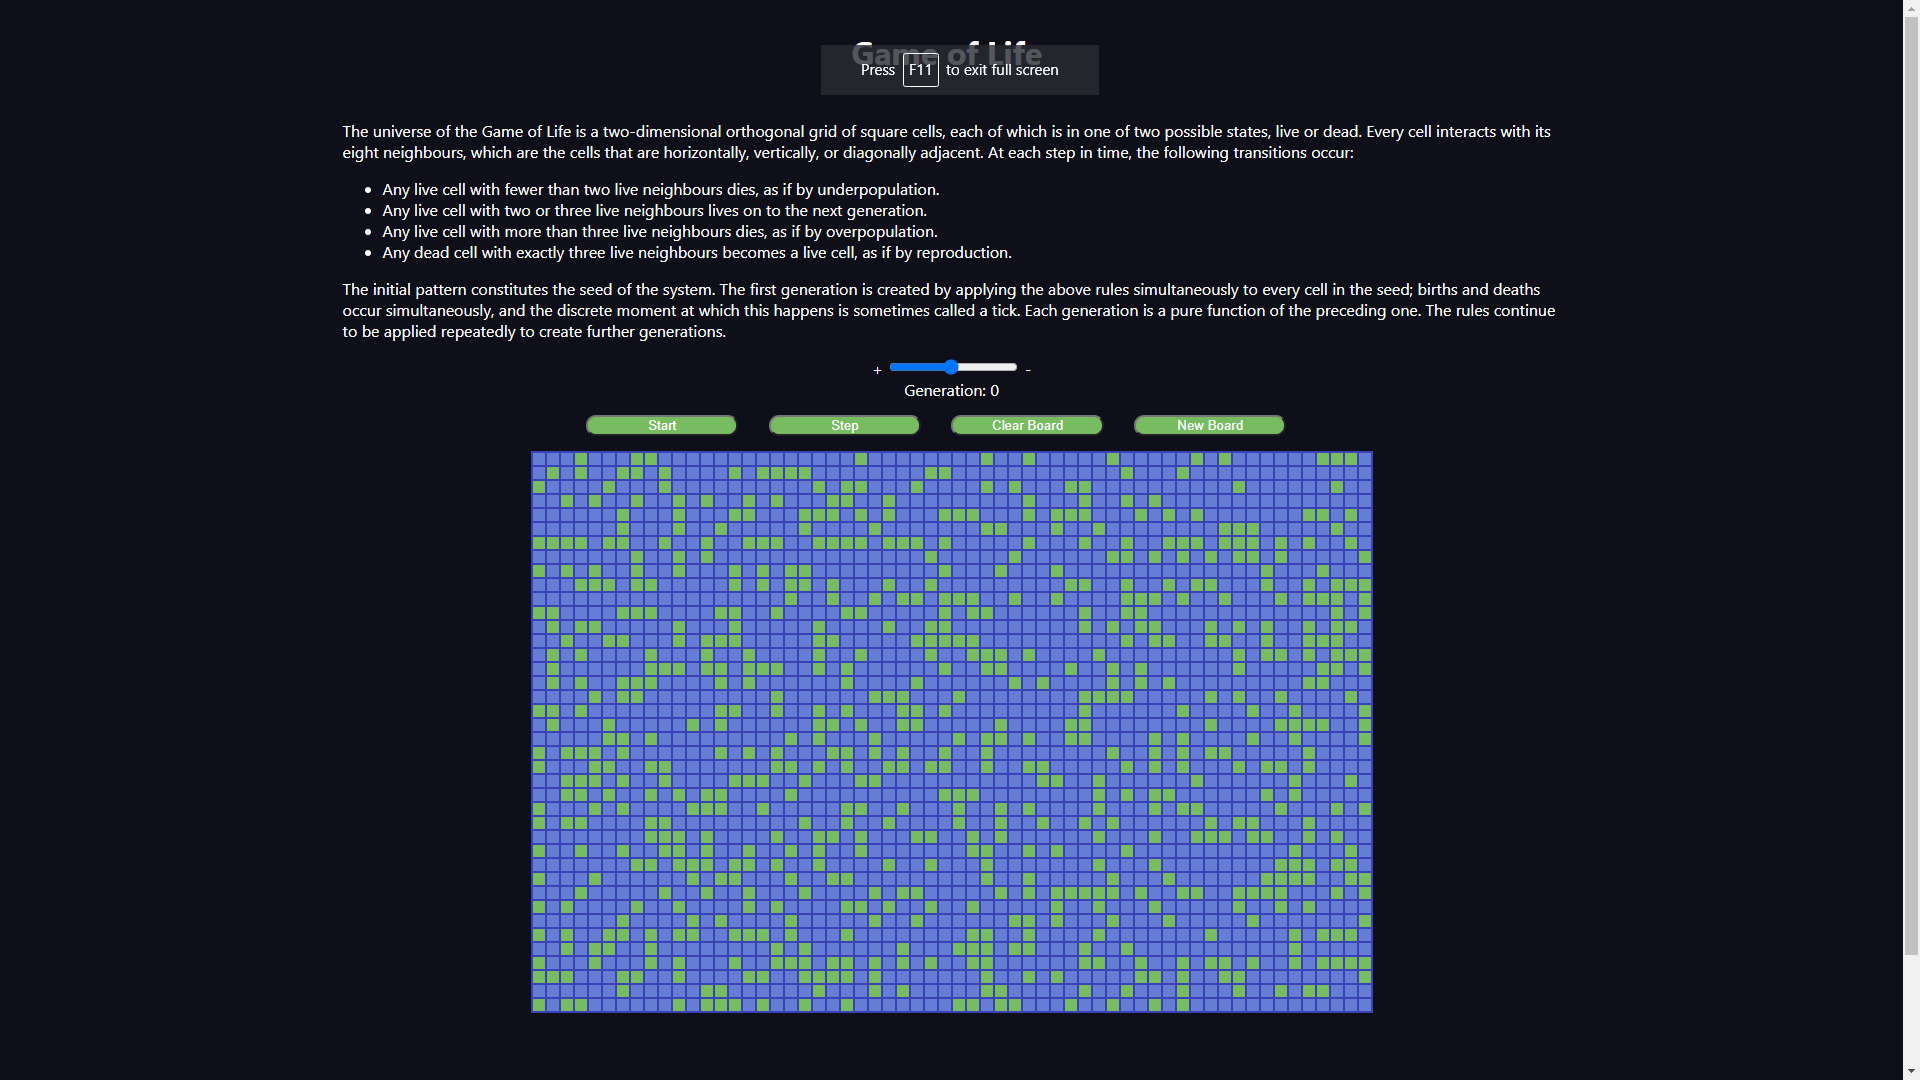 Game of Life
Press F11 to exit full screen
The universe of the Game of Life is a two-dimensional orthogonal grid of square cells, each of which is in one of two possible states, live or dead. Every cell interacts with its
eight neighbours, which are the cells that are horizontally, vertically, or diagonally adjacent. At each step in time, the following transitions occur:
• Any live cell with fewer than two live neighbours dies, as if by underpopulation.
• Any live cell with two or three live neighbours lives on to the next generation.
• Any live cell with more than three live neighbours dies, as if by overpopulation.
• Any dead cell with exactly three live neighbours becomes a live cell, as if by reproduction.
The initial pattern constitutes the seed of the system. The first generation is created by applying the above rules simultaneously to every cell in the seed; births and deaths
occur simultaneously, and the discrete moment at which this happens is sometimes called a tick. Each generation is a pure function of the preceding one. The rules continue
to be applied repeatedly to create further generations.
+ -
Generation: 0
Start Step Clear Board New Board